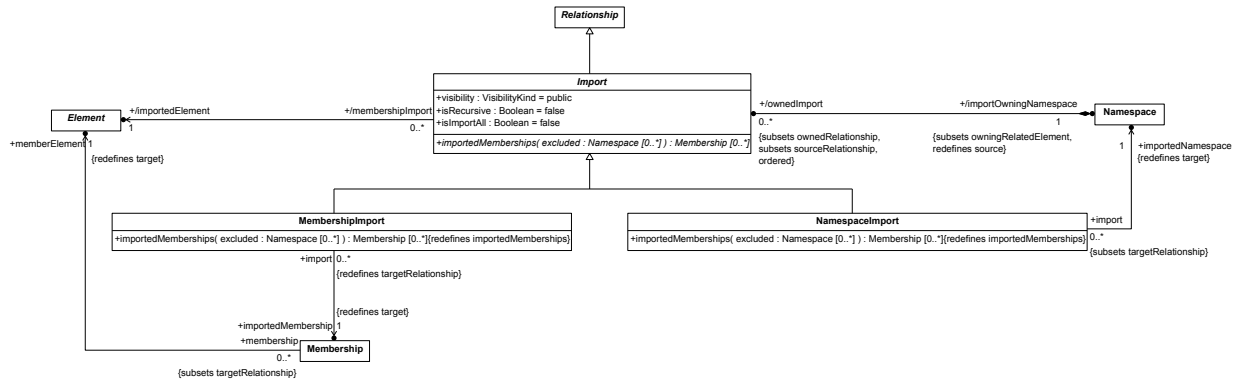 Relationship
Import
+visibility : VisibilityKind = public
+isRecursive : Boolean = false
+isImportAll : Boolean = false
+importedMemberships( excluded : Namespace [0..*] ) : Membership [0..*]
+/importedElement
1
+/membershipImport
0..*
Element
+memberElement 1
{redefines target}
+/ownedImport
0..*
{subsets ownedRelationship,
subsets sourceRelationship,
ordered}
+/importOwningNamespace
1
{subsets owningRelatedElement,
redefines source}
Namespace
1
+importedNamespace
{redefines target}
MembershipImport
+importedMemberships( excluded : Namespace [0..*] ) : Membership [0..*]{redefines importedMemberships}
NamespaceImport
+importedMemberships( excluded : Namespace [0..*] ) : Membership [0..*]{redefines importedMemberships}
+import
0..*
{subsets targetRelationship}
+import 0..*
{redefines targetRelationship}
{redefines target}
+importedMembership 1
+membership
0..*
{subsets targetRelationship}
Membership